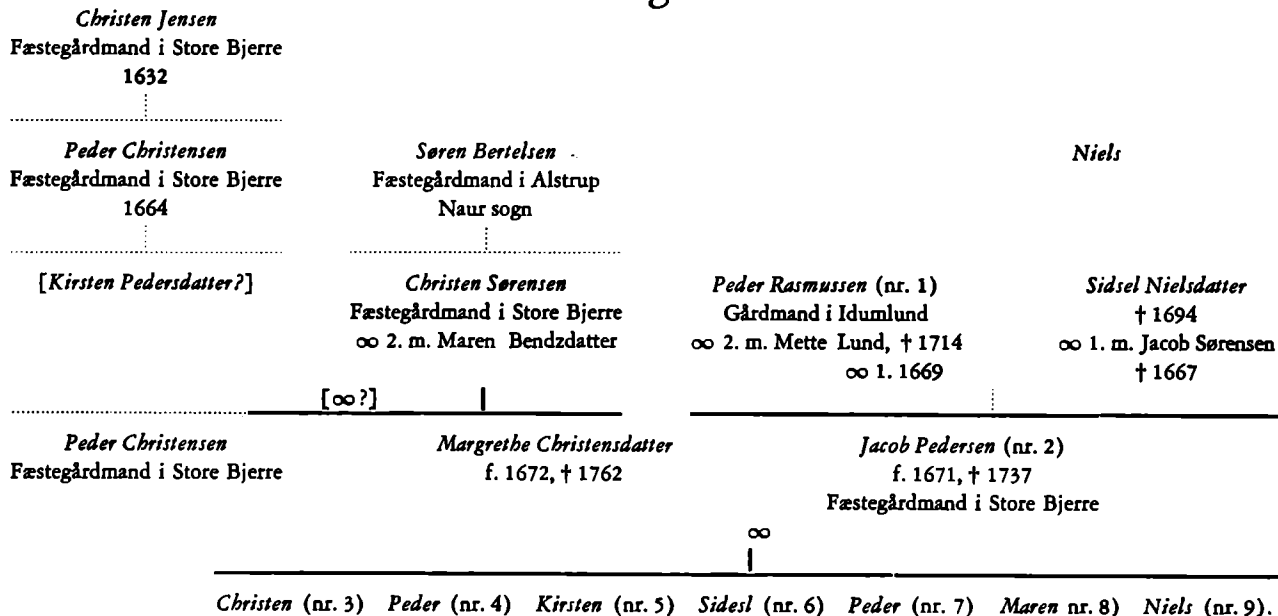 Christen Jensen
Fæstegårdmand i Store Bjerre
1632
Peder Christensen
Fæstegårdmand i Store Bjerre
1664
Søren Bertelsen
Fæstegårdmand i Alstrup
Naur sogn
Niels
[Kirsten Pedersdatter?]
Christen Sørensen
Fæstegårdmand i Store Bjerre
∞ 2. m. Maren Bendzdatter
Peder Rasmussen (nr. 1)
Gårdmand i Idumlund
∞ 2. m. Mette Lund, † 1714
∞ 1. 1669
Sidsel Nielsdatter
† 1694
∞ 1. m. Jacob Sørensen
† 1667
[∞?]
Peder Christensen
Fæstegårdmand i Store Bjerre
Margrethe Christensdatter
f. 1672, † 1762
Jacob Pedersen (nr. 2)
f. 1671, † 1737
Fæstegårdmand i Store Bjerre
∞
Christen (nr. 3) Peder (nr. 4) Kirsten (nr. 5) Sidesl (nr. 6) Peder (nr. 7) Maren nr. 8) Niels (nr. 9).